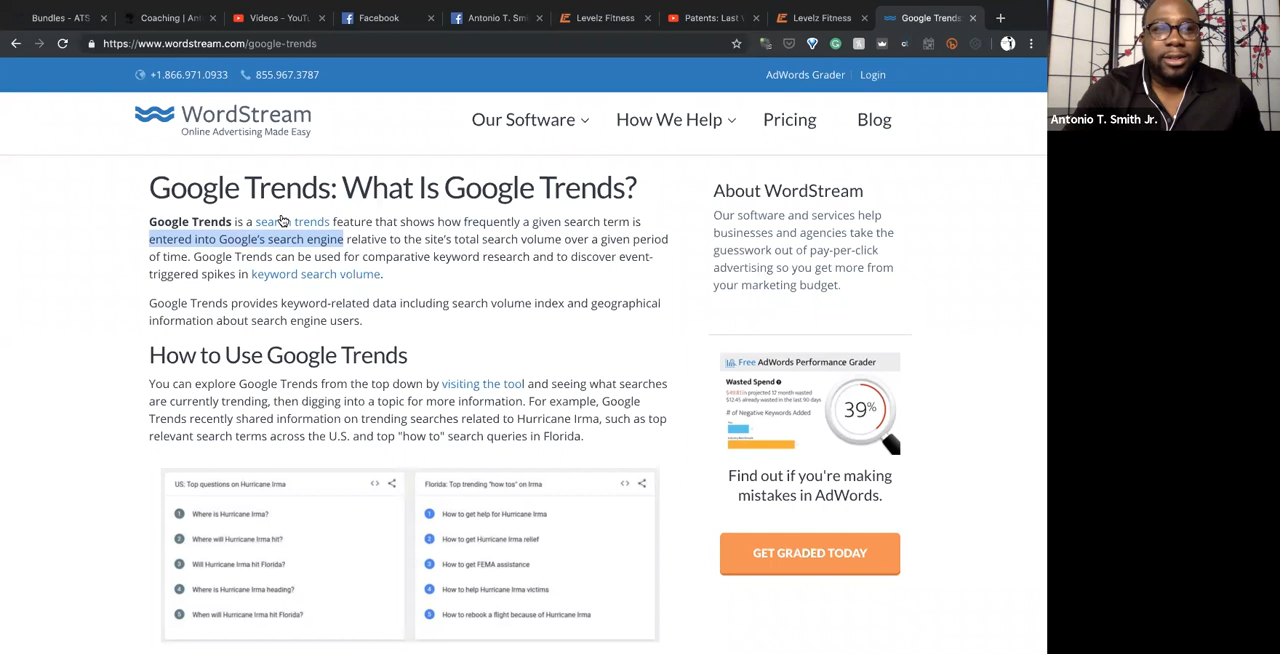 Bundles - ATS
Coaching | Ant
Videos - YouTu
Facebook
Antonio T. Smi
Levelz Fitness
Patents: Last
Levelz Fitness
Google Trends
https://www.wordstream.com/google-trends
+1.866.971.0933
855.967.3787
AdWords Grader
Login
WordStream
Online Advertising Made Easy
Our Software
How We Help
Pricing
Blog
Antonio T. Smith Jr.
Google Trends: What Is Google Trends?
Google Trends is a search trends feature that shows how frequently a given search term is
entered into Google's search engine relative to the site's total search volume over a given period
of time. Google Trends can be used for comparative keyword research and to discover event-
triggered spikes in keyword search volume.
Google Trends provides keyword-related data including search volume index and geographical
information about search engine users.
How to Use Google Trends
You can explore Google Trends from the top down by visiting the tool and seeing what searches
are currently trending, then digging into a topic for more information. For example, Google
Trends recently shared information on trending searches related to Hurricane Irma, such as top
relevant search terms across the U.S. and top "how to" search queries in Florida.
US: Top questions on Hurricane Irma
1 Where is Hurricane Irma?
2 Where will Hurricane Irma hit?
3 Will Hurricane Irma hit Florida?
4 Where is Hurricane Irma heading?
5 When will Hurricane Irma hit Florida?
Florida: Top trending "how tos" on Irma
1 How to get help for Hurricane Irma
2 How to get Hurricane Irma relief
3 How to get FEMA assistance
4 How to help Hurricane Irma victims
5 How to rebook a flight because of Hurricane Irma
About WordStream
Our software and services help
businesses and agencies take the
guesswork out of pay-per-click
advertising so you get more from
your marketing budget.
Free AdWords Performance Grader
Wasted Spend
# of Negative Keywords Added
39%
Find out if you're making
mistakes in AdWords.
GET GRADED TODAY